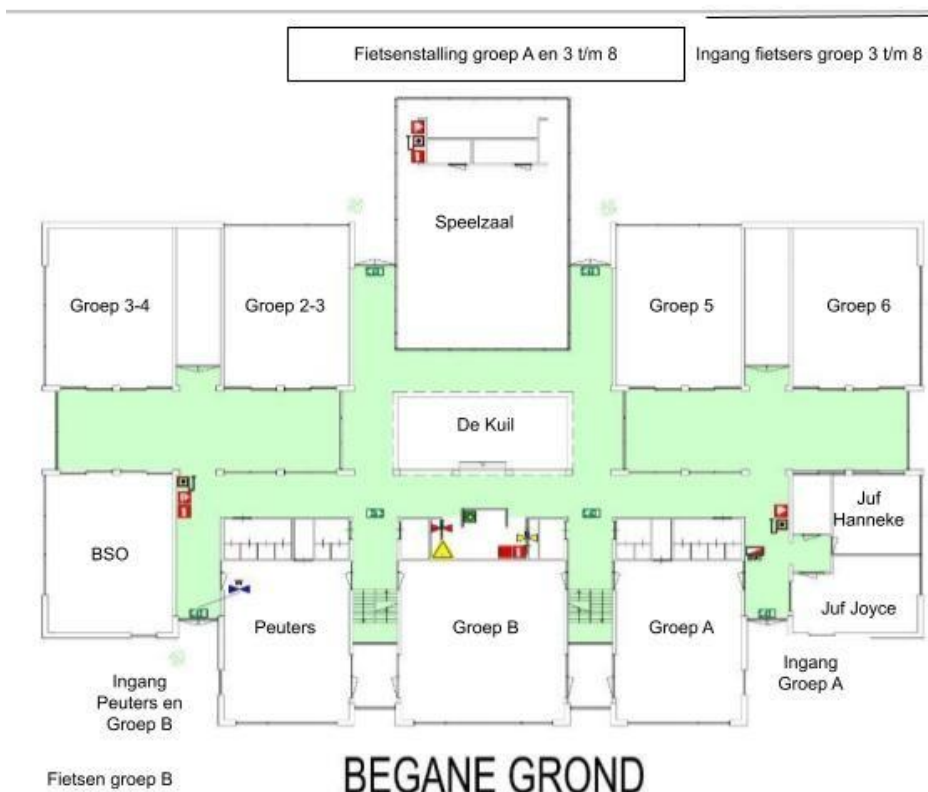 Fietsenstalling groep A en 3 t/m 8
Ingang fietsers groep 3 t/m 8
Speelzaal
Groep 3-4
Groep 2-3
Groep 5
Groep 6
De Kuil
BSO
Juf
Hanneke
Peuters
Groep B
Groep A
Juf Joyce
Ingang
Peuters en
Groep B
Ingang
Groep A
Fietsen groep B
BEGANE GROND